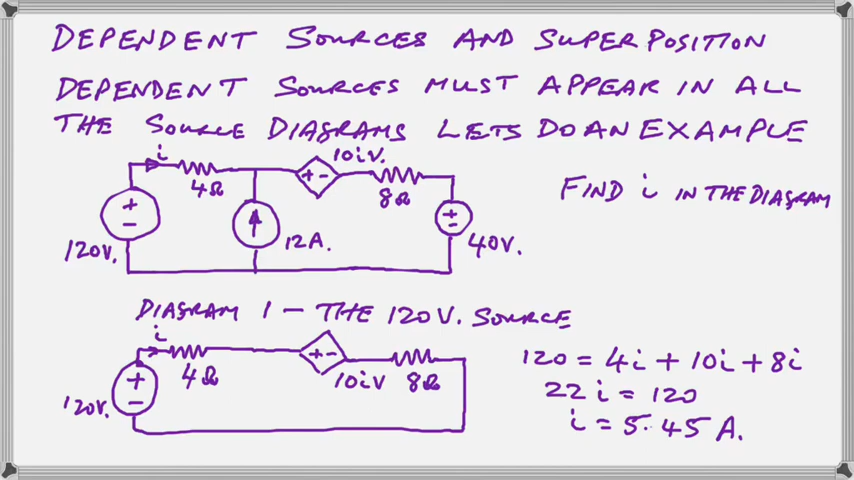 DEPENDENT SOURCES AND SUPERPOSITION
DEPENDENT SOURCES MUST APPEAR IN ALL
THE SOURCE DIAGRAMS LETS DO AN EXAMPLE
i
10iV.
4Ω
8Ω
FIND i IN THE DIAGRAM
+
−
+ −
+
−
120V.
12A.
40V.
DIAGRAM 1 − THE 120V. SOURCE
i
+ −
4Ω
10iV
8Ω
120 = 4i + 10i + 8i
+
−
120V.
22i = 120
i = 5.45 A.